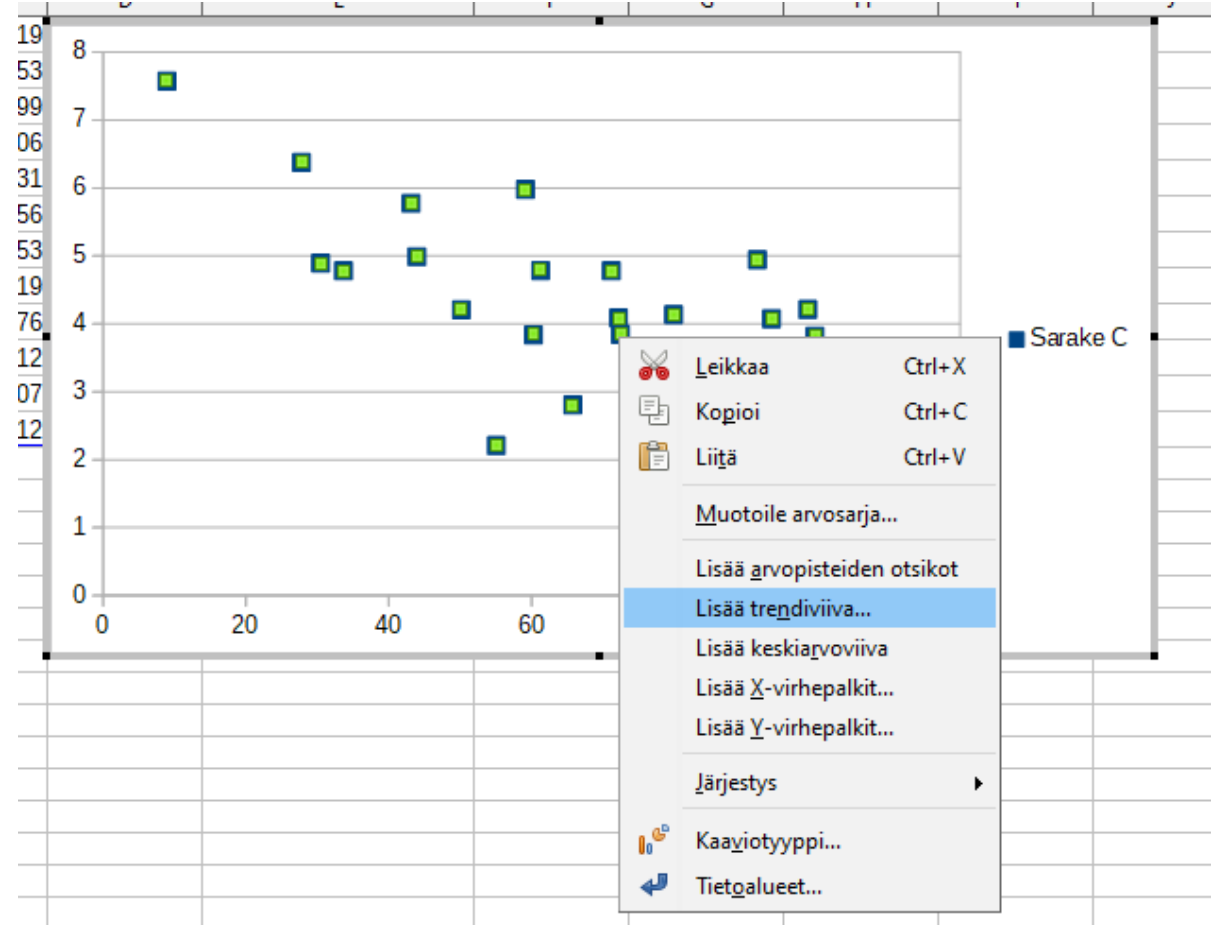 19
53
99
06
31
56
53
19
76
12
07
12
8
7
6
5
4
3
2
1
0
0 20 40 60
Sarake C
Leikkaa Ctrl+X
Kopioi Ctrl+C
Liitä Ctrl+V
Muotoile arvosarja...
Lisää arvopisteiden otsikot
Lisää trendiviiva...
Lisää keskiarvoviiva
Lisää X-virhepalkit...
Lisää Y-virhepalkit...
Järjestys
Kaaviotyyppi...
Tietoalueet...